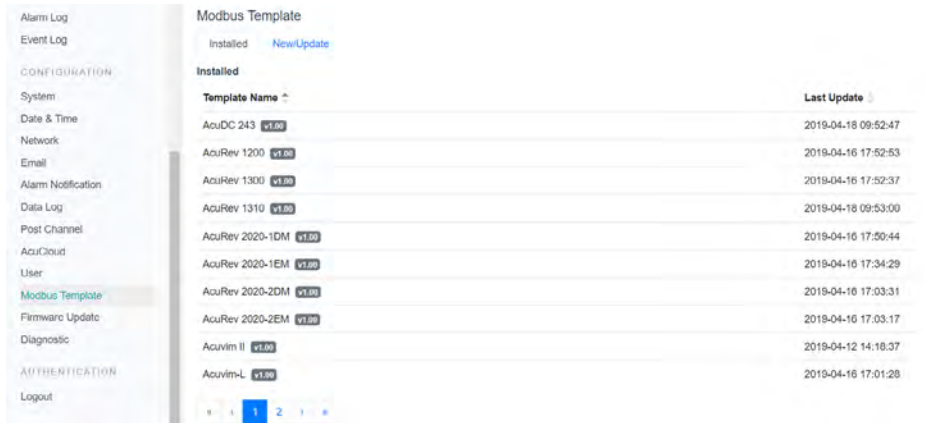 Alarm Log
Event Log
CONFIGURATION
System
Date & Time
Network
Email
Alarm Notification
Data Log
Post Channel
AcuCloud
User
Modbus Template
Firmware Update
Diagnostic
AUTHENTICATION
Logout
Modbus Template
Installed New/Update
Installed
Template Name Last Update
AcuDC 243 v1.00 2019-04-18 09:52:47
AcuRev 1200 v1.00 2019-04-16 17:52:53
AcuRev 1300 v1.00 2019-04-16 17:52:37
AcuRev 1310 v1.00 2019-04-18 09:53:00
AcuRev 2020-1DM v1.00 2019-04-16 17:50:44
AcuRev 2020-1EM v1.00 2019-04-16 17:34:29
AcuRev 2020-2DM v1.00 2019-04-16 17:03:31
AcuRev 2020-2EM v1.00 2019-04-16 17:03:17
Acuvim II v1.00 2019-04-12 14:18:37
Acuvim-L v1.00 2019-04-16 17:01:28
« ‹ 1 2 › »